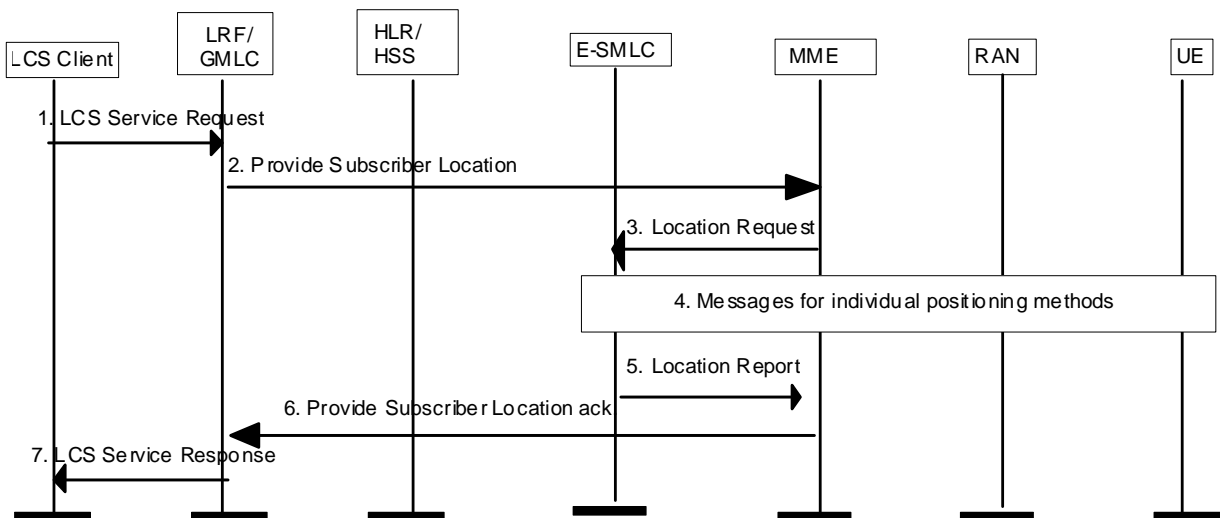 LCS Client
LRF/
GMLC
HLR/
HSS
E-SMLC
MME
RAN
UE
1. LCS Service Request
2. Provide Subscriber Location
3. Location Request
4. Messages for individual positioning methods
5. Location Report
6. Provide Subscriber Location ack.
7. LCS Service Response